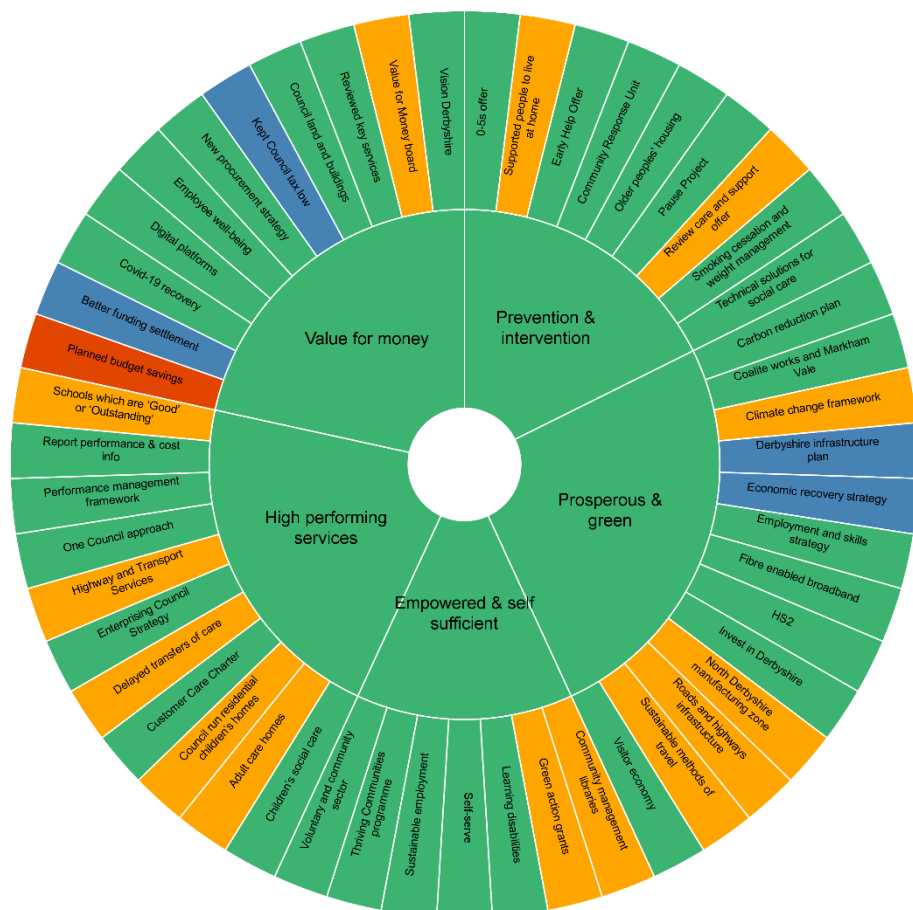 0-5s offer
Supported people to live
at home
Early Help Offer
Community Response Unit
Older peoples' housing
Pause Project
Review care and support
offer
Smoking cessation and
weight management
Technical solutions for
social care
Carbon reduction plan
Coalite works and Markham
Vale
Climate change framework
Derbyshire infrastructure
plan
Economic recovery strategy
Employment and skills
strategy
Fibre enabled broadband
HS2
Invest in Derbyshire
North Derbyshire
manufacturing zone
Roads and highways
infrastructure
Sustainable methods of
travel
Visitor economy
Community management
libraries
Green action grants
Learning disabilities
Self-serve
Sustainable employment
Thriving Communities
programme
Voluntary and community
sector
Children's social care
Adult care homes
Council run residential
children's homes
Customer Care Charter
Delayed transfers of care
Enterprising Council
Strategy
Highway and Transport
Services
One Council approach
Performance management
framework
Report performance & cost
info
Schools which are 'Good'
or 'Outstanding'
Planned budget savings
Better funding settlement
Covid-19 recovery
Digital platforms
Employee well-being
New procurement strategy
Kept Council tax low
Council land and buildings
Reviewed key services
Value for Money board
Vision Derbyshire
Prevention &
intervention
Prosperous &
green
Empowered & self
sufficient
High performing
services
Value for money